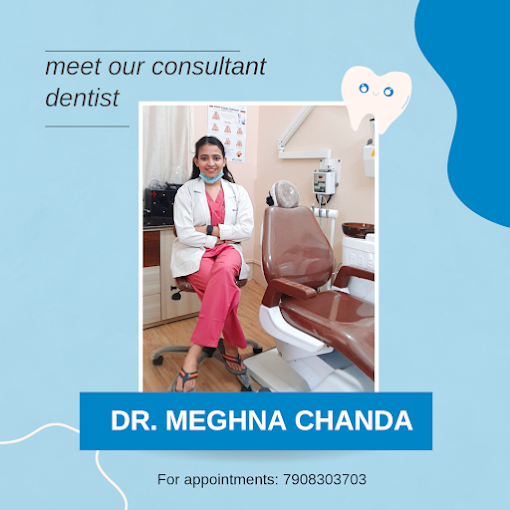 meet our consultant
dentist
DR. MEGHNA CHANDA
For appointments: 7908303703